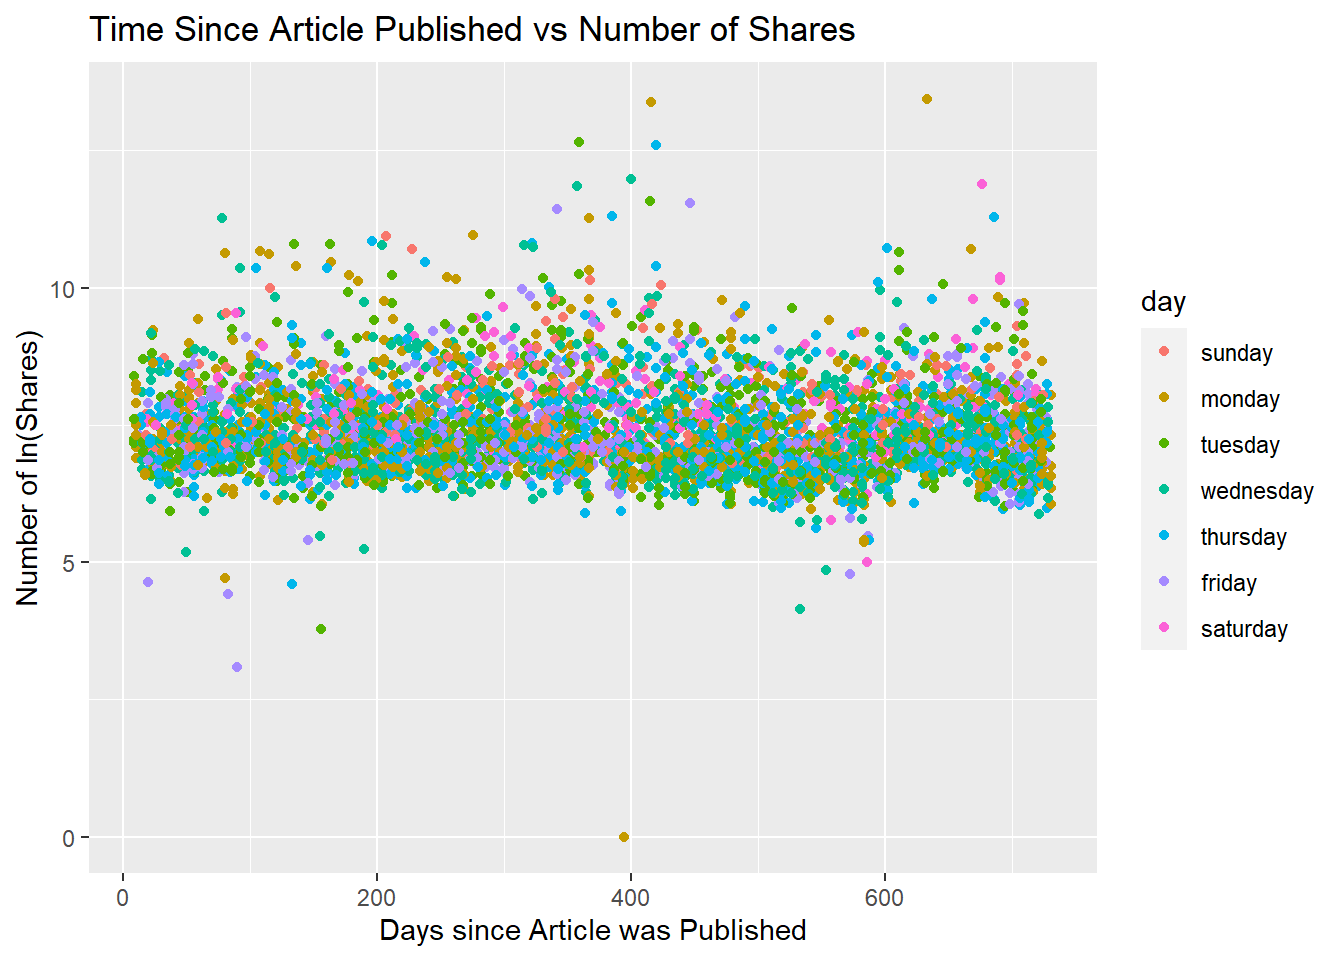 Time Since Article Published vs Number of Shares
Number of ln(Shares)
10
5
0
0
200
400
600
Days since Article was Published
day
sunday
monday
tuesday
wednesday
thursday
friday
saturday